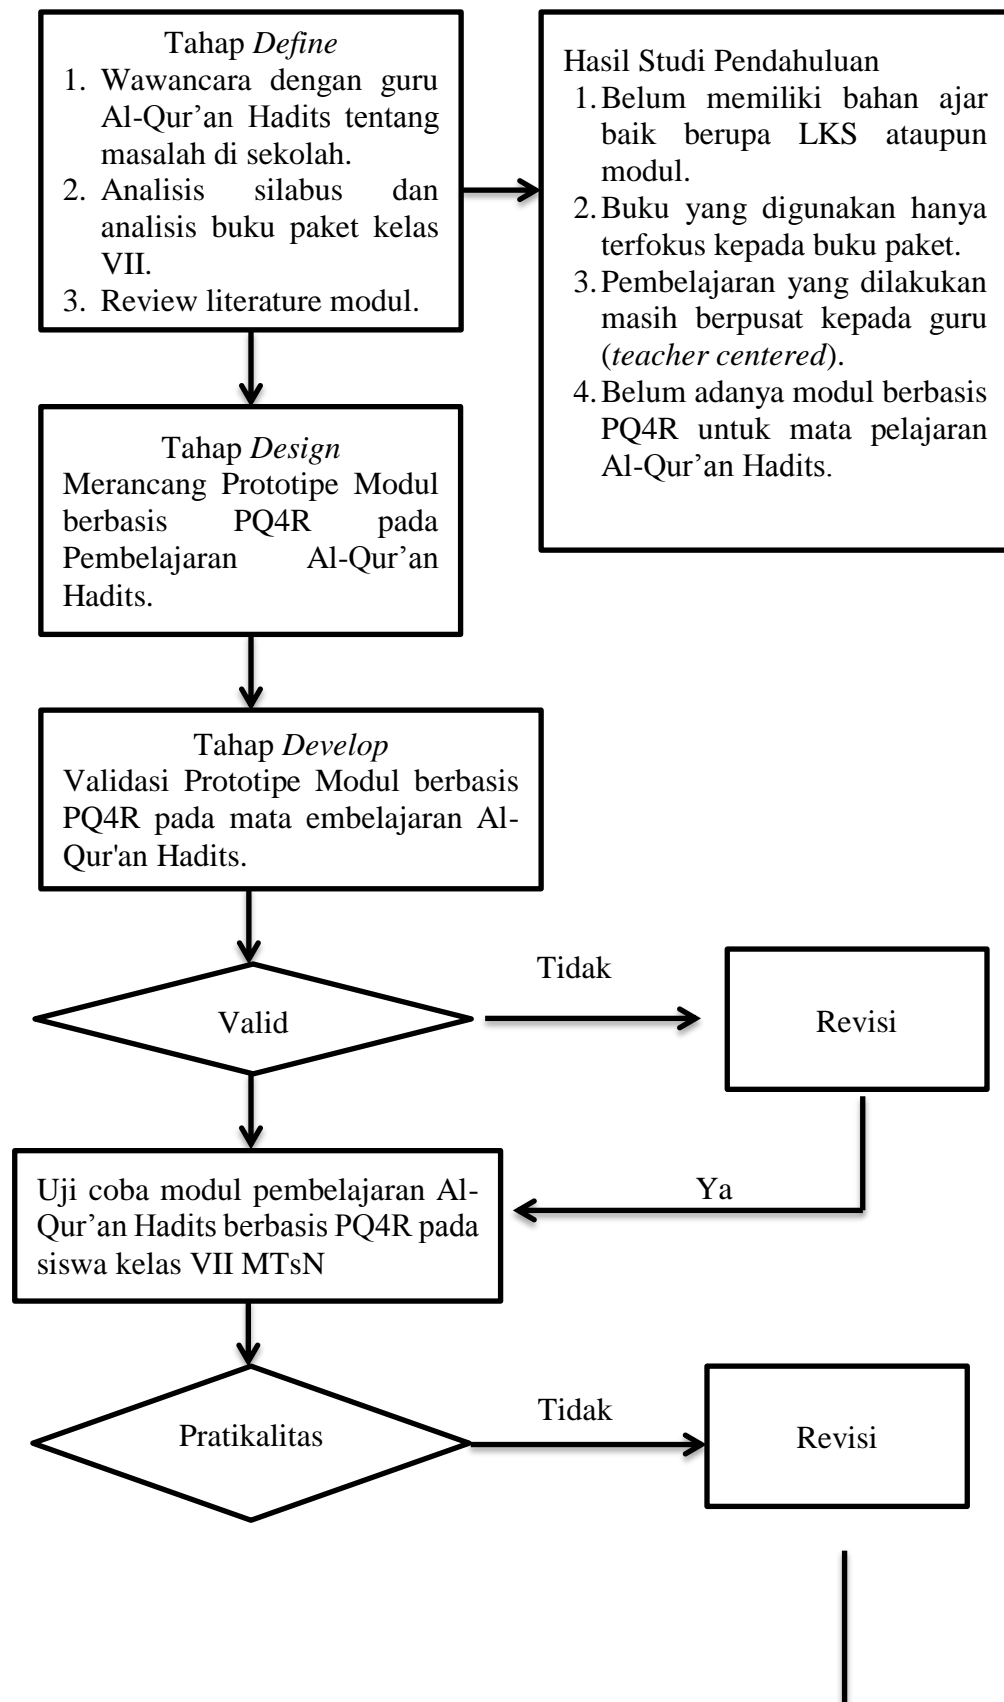 Tahap Define
1. Wawancara dengan guru
Al-Qur’an Hadits tentang
masalah di sekolah.
2. Analisis silabus dan
analisis buku paket kelas
VII.
3. Review literature modul.
Hasil Studi Pendahuluan
1. Belum memiliki bahan ajar
baik berupa LKS ataupun
modul.
2. Buku yang digunakan hanya
terfokus kepada buku paket.
3. Pembelajaran yang dilakukan
masih berpusat kepada guru
(teacher centered).
4. Belum adanya modul berbasis
PQ4R untuk mata pelajaran
Al-Qur’an Hadits.
Tahap Design
Merancang Prototipe Modul
berbasis PQ4R pada
Pembelajaran Al-Qur’an
Hadits.
Tahap Develop
Validasi Prototipe Modul berbasis
PQ4R pada mata embelajaran Al-
Qur'an Hadits.
Valid
Tidak
Revisi
Ya
Uji coba modul pembelajaran Al-
Qur’an Hadits berbasis PQ4R pada
siswa kelas VII MTsN
Pratikalitas
Tidak
Revisi